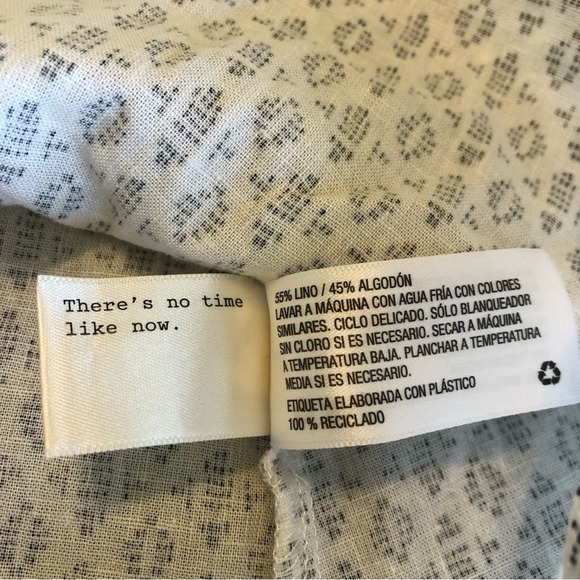 There's no time
like now.
55% LINO / 45% ALGODÓN
LAVAR A MÁQUINA CON AGUA FRÍA CON COLORES
SIMILARES. CICLO DELICADO. SÓLO BLANQUEADOR
SIN CLORO SI ES NECESARIO. SECAR A MÁQUINA
A TEMPERATURA BAJA. PLANCHAR A TEMPERATURA
MEDIA SI ES NECESARIO.
ETIQUETA ELABORADA CON PLÁSTICO
100 % RECICLADO